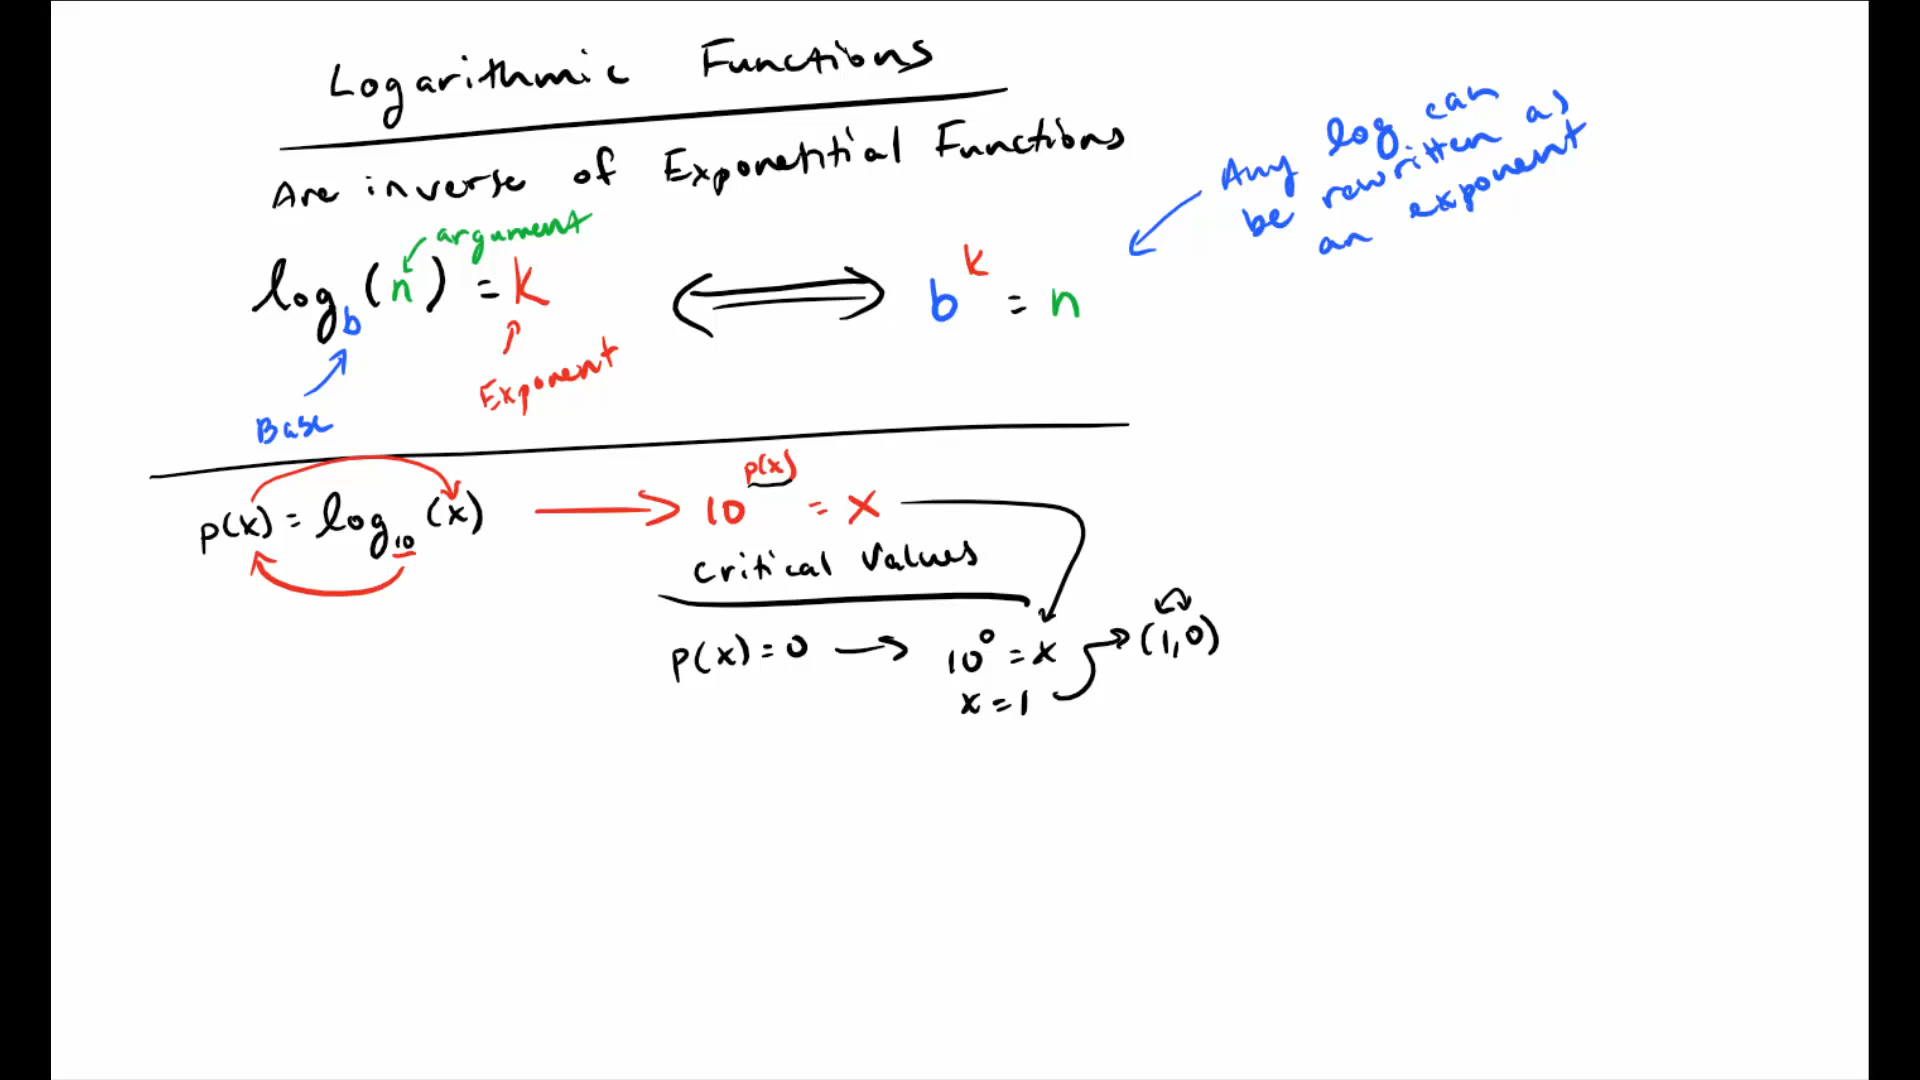 Logarithmic Functions
Are inverse of Exponetitial Functions
Any log can
be rewritten as
an exponent
argument
log_b (n) = k ⟺ b^k = n
Base
Exponent
p(x) = log_10 (x) → 10^p(x) = x
Critical Values
p(x) = 0 → 10^0 = x → (1,0)
x = 1